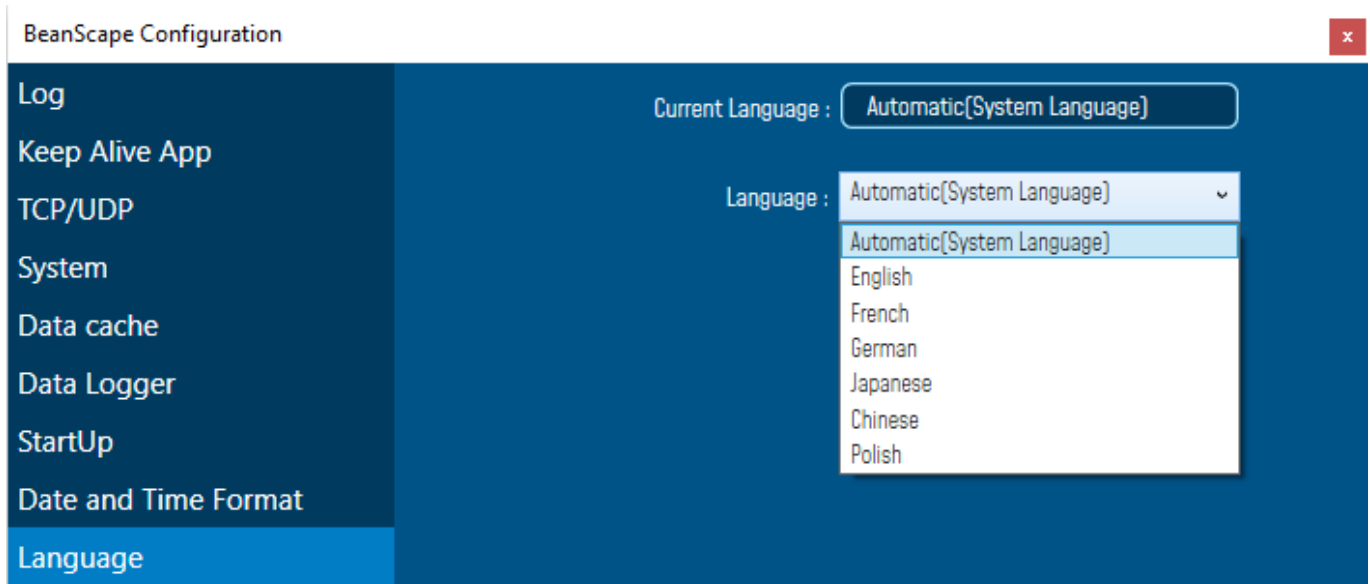 BeanScape Configuration
x
Log
Keep Alive App
TCP/UDP
System
Data cache
Data Logger
StartUp
Date and Time Format
Language
Current Language : Automatic(System Language)
Language : Automatic(System Language)
Automatic(System Language)
English
French
German
Japanese
Chinese
Polish